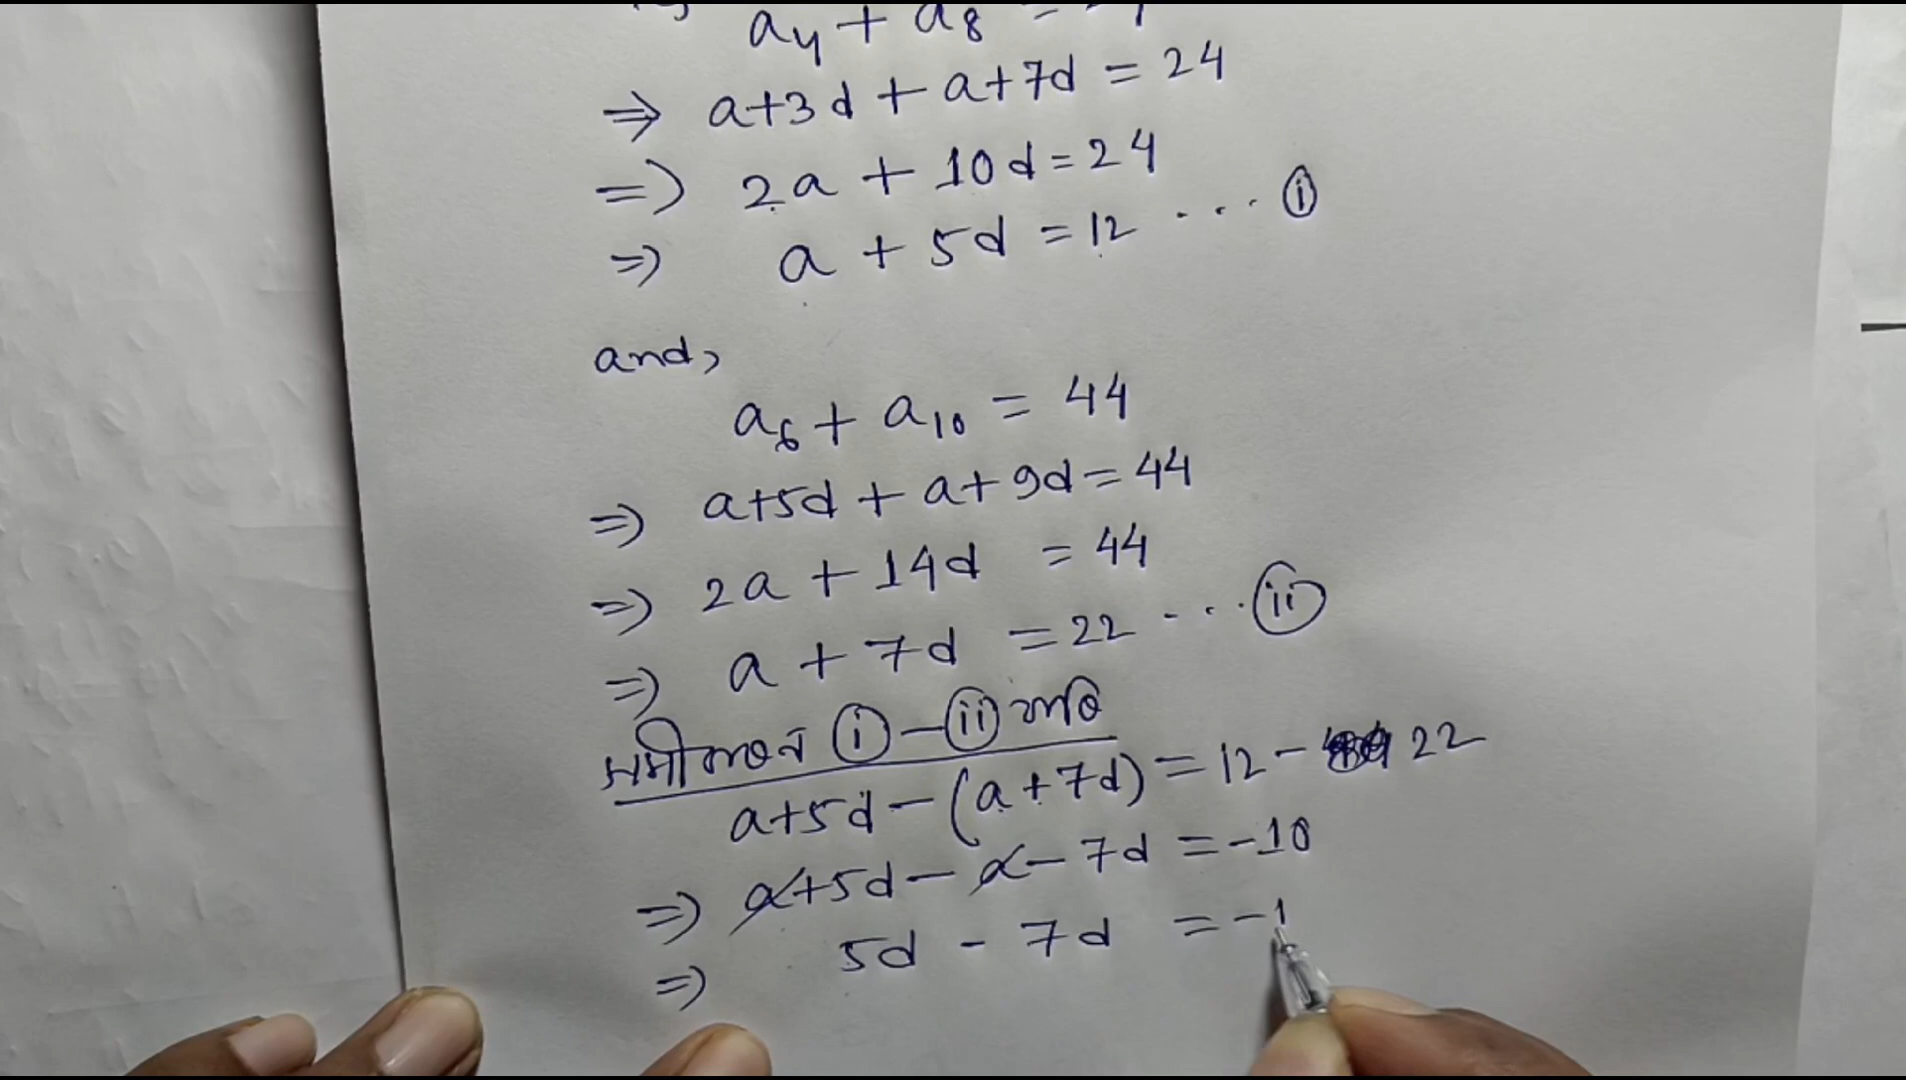 a₄ + a₈ =
⇒ a+3d + a+7d = 24
⇒ 2a + 10d = 24
⇒ a + 5d = 12 ... (i)
and,
a₆ + a₁₀ = 44
⇒ a+5d + a+9d = 44
⇒ 2a + 14d = 44
⇒ a + 7d = 22 ... (ii)
(i) – (ii)
a+5d – (a+7d) = 12 – 22
⇒ a+5d – a – 7d = -10
⇒ 5d - 7d = -1